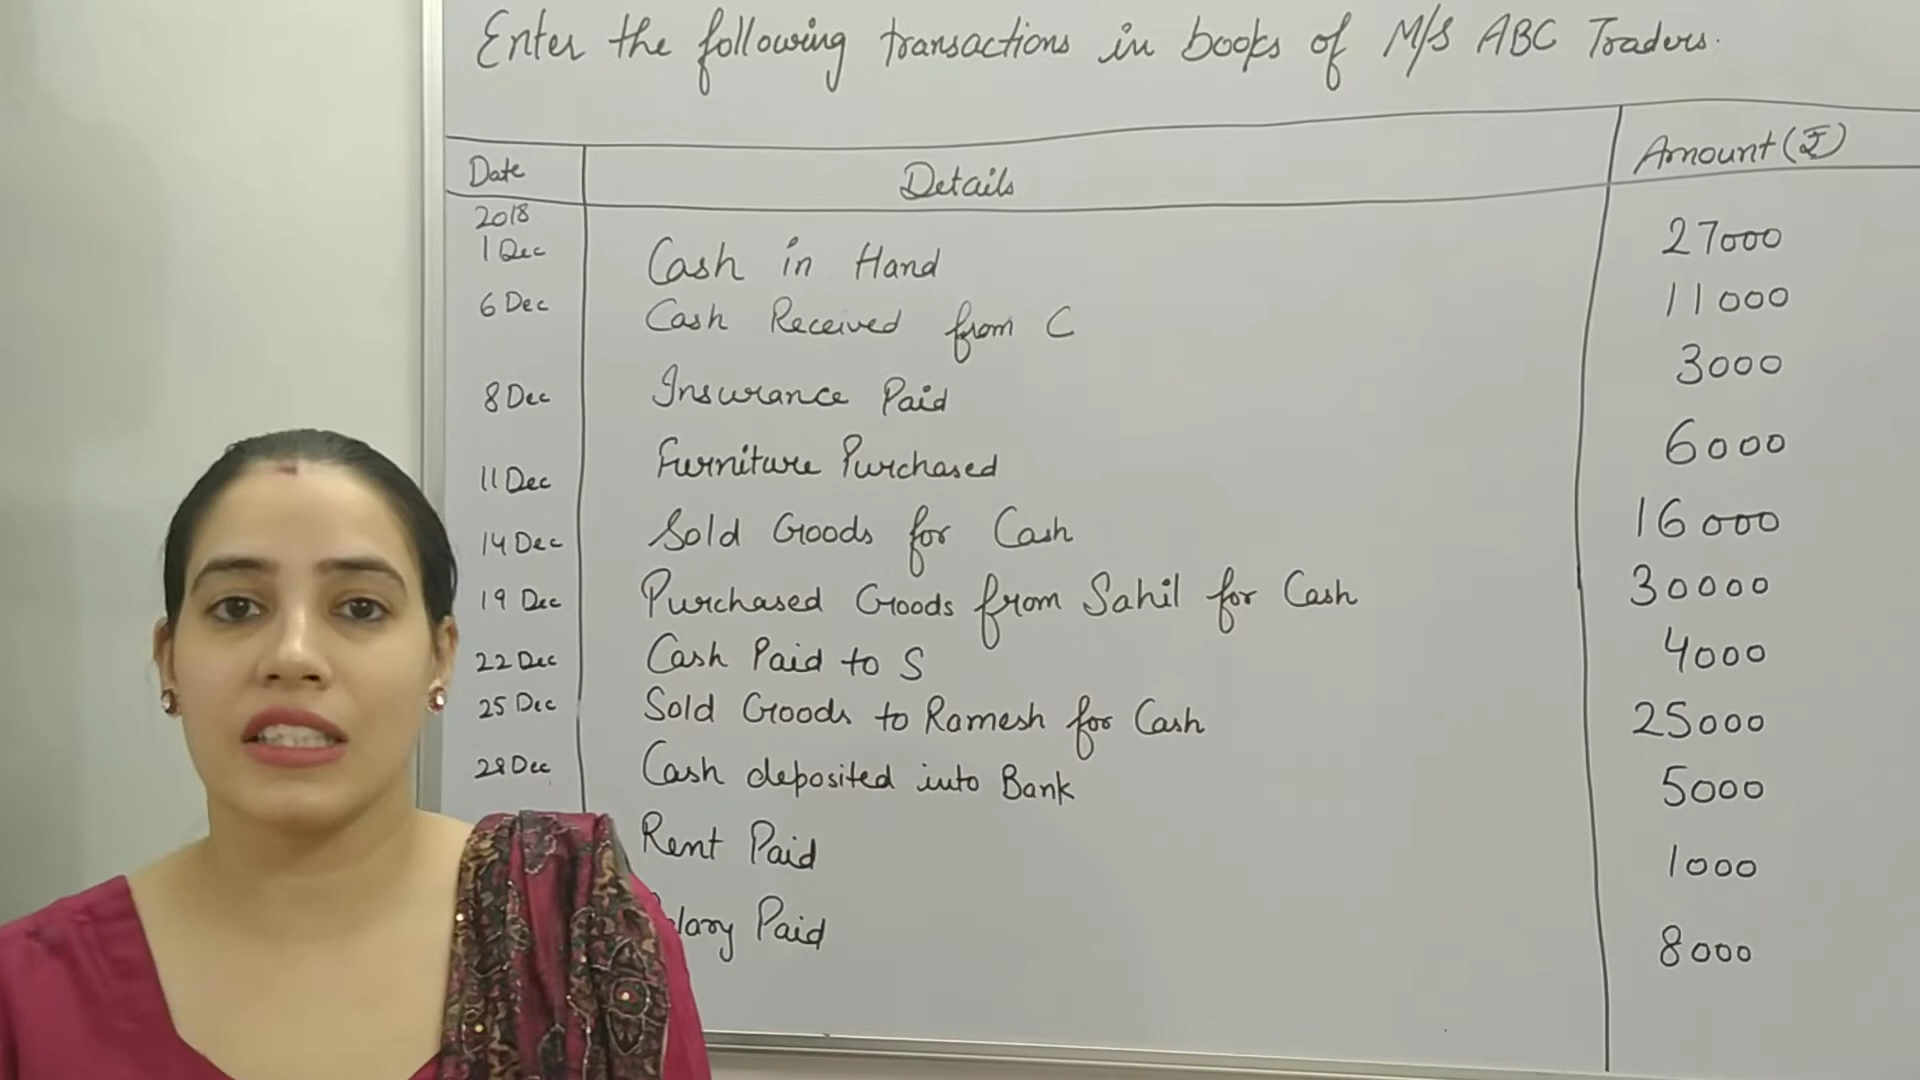 Enter the following transactions in books of M/S ABC Traders.
Date Details Amount (₹)
2018
1 Dec Cash in Hand 27000
6 Dec Cash Received from C 11000
8 Dec Insurance Paid 3000
11 Dec Furniture Purchased 6000
14 Dec Sold Goods for Cash 16000
19 Dec Purchased Goods from Sahil for Cash 30000
22 Dec Cash Paid to S 4000
25 Dec Sold Goods to Ramesh for Cash 25000
28 Dec Cash deposited into Bank 5000
Rent Paid 1000
Paid 8000